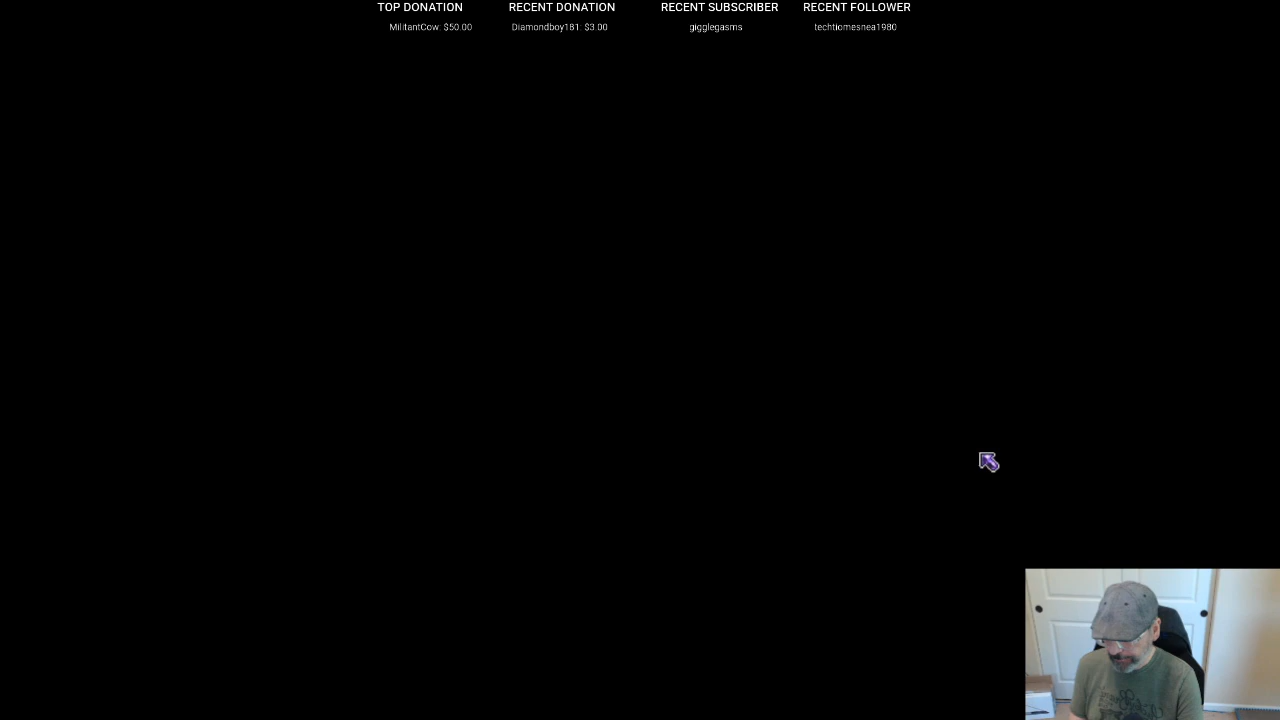 TOP DONATION RECENT DONATION RECENT SUBSCRIBER RECENT FOLLOWER
MilitantCow: $50.00 Diamondboy181: $3.00 gigglegasms techtiomesnea1980